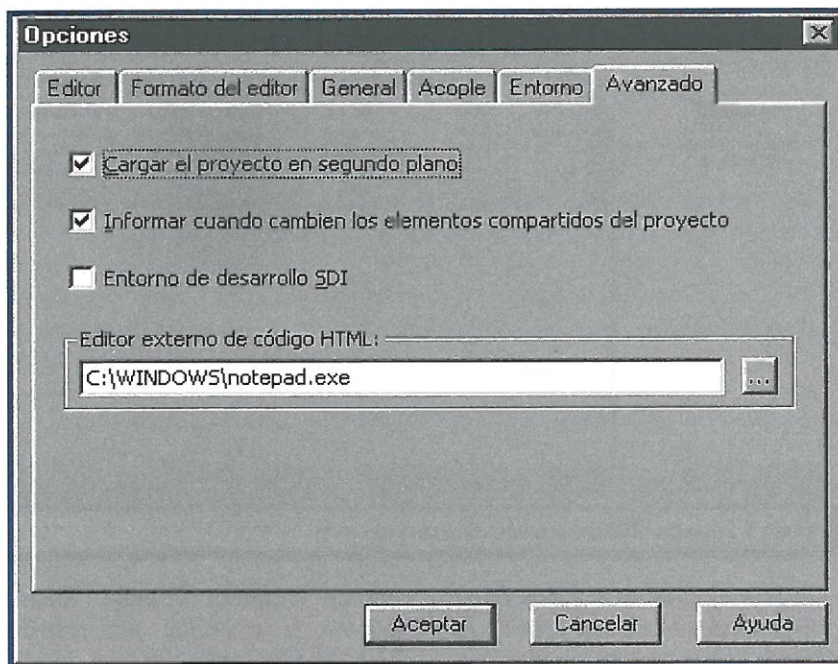 Opciones
Editor Formato del editor General Acople Entorno Avanzado
Cargar el proyecto en segundo plano
Informar cuando cambien los elementos compartidos del proyecto
Entorno de desarrollo SDI
Editor externo de código HTML:
C:\WINDOWS\notepad.exe ...
Aceptar Cancelar Ayuda